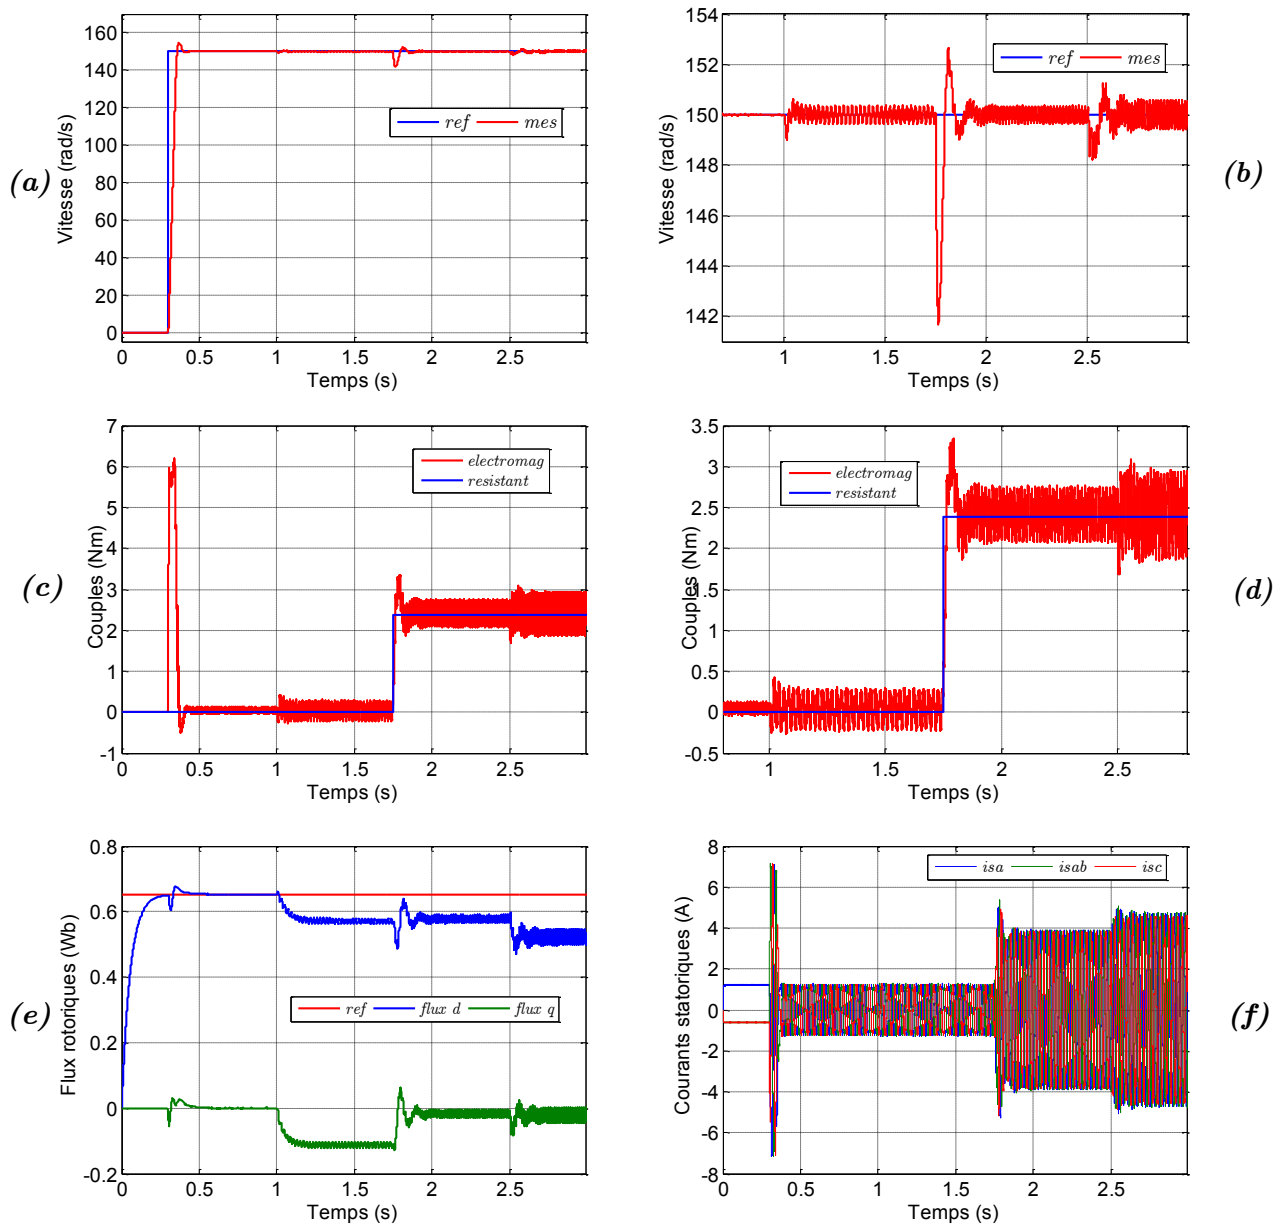 160
140
120
100
80
60
40
20
0
Vitesse (rad/s)
ref mes
(a)
0 0.5 1 1.5 2 2.5
Temps (s)
154
152
150
148
146
144
142
Vitesse (rad/s)
ref mes
(b)
1 1.5 2 2.5
Temps (s)
7
6
5
4
3
2
1
0
-1
Couples (Nm)
electromag
resistant
(c)
0 0.5 1 1.5 2 2.5
Temps (s)
3.5
3
2.5
2
1.5
1
0.5
0
-0.5
Couples (Nm)
electromag
resistant
(d)
1 1.5 2 2.5
Temps (s)
0.8
0.6
0.4
0.2
0
-0.2
Flux rotoriques (Wb)
ref flux d flux q
(e)
0 0.5 1 1.5 2 2.5
Temps (s)
8
6
4
2
0
-2
-4
-6
-8
Courants statoriques (A)
isa isab isc
(f)
0 0.5 1 1.5 2 2.5
Temps (s)